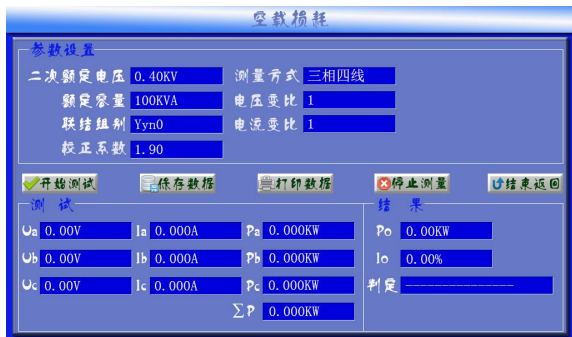 空载损耗
参数设置
二次额定电压 0.40KV 测量方式 三相四线
额定容量 100KVA 电压变比 1
联结组别 Yyn0 电流变比 1
校正系数 1.90
开始测试 保存数据 打印数据 停止测量 结束返回
测 试 结 果
Ua 0.00V Ia 0.000A Pa 0.000KW Po 0.00KW
Ub 0.00V Ib 0.000A Pb 0.000KW Io 0.00%
Uc 0.00V Ic 0.000A Pc 0.000KW 判定 ---------------
∑P 0.000KW